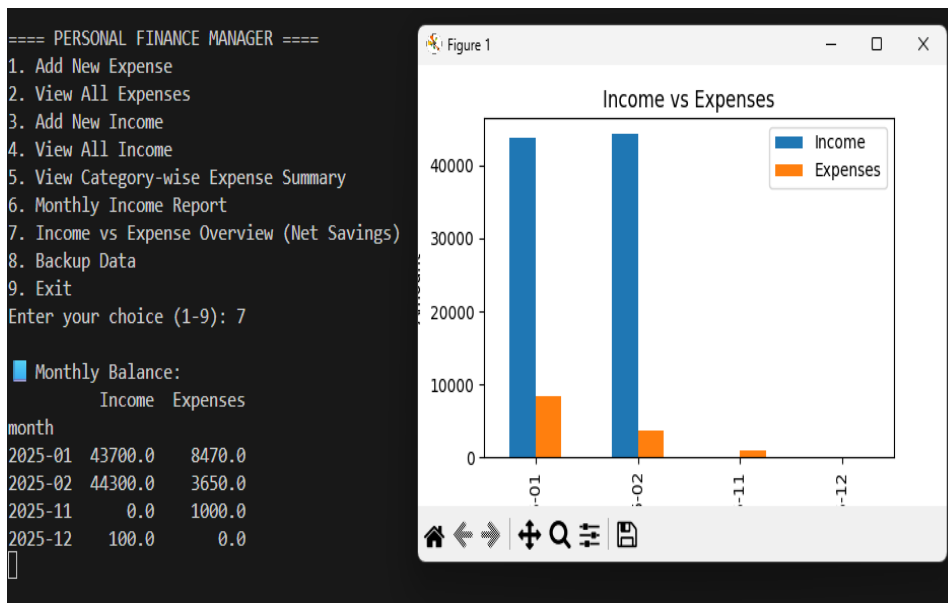 ==== PERSONAL FINANCE MANAGER ====
1. Add New Expense
2. View All Expenses
3. Add New Income
4. View All Income
5. View Category-wise Expense Summary
6. Monthly Income Report
7. Income vs Expense Overview (Net Savings)
8. Backup Data
9. Exit
Enter your choice (1-9): 7
Monthly Balance:
Income Expenses
month
2025-01 43700.0 8470.0
2025-02 44300.0 3650.0
2025-11 0.0 1000.0
2025-12 100.0 0.0
Figure 1
Income vs Expenses
Income
Expenses
40000
30000
20000
10000
0
-01
-02
-11
-12